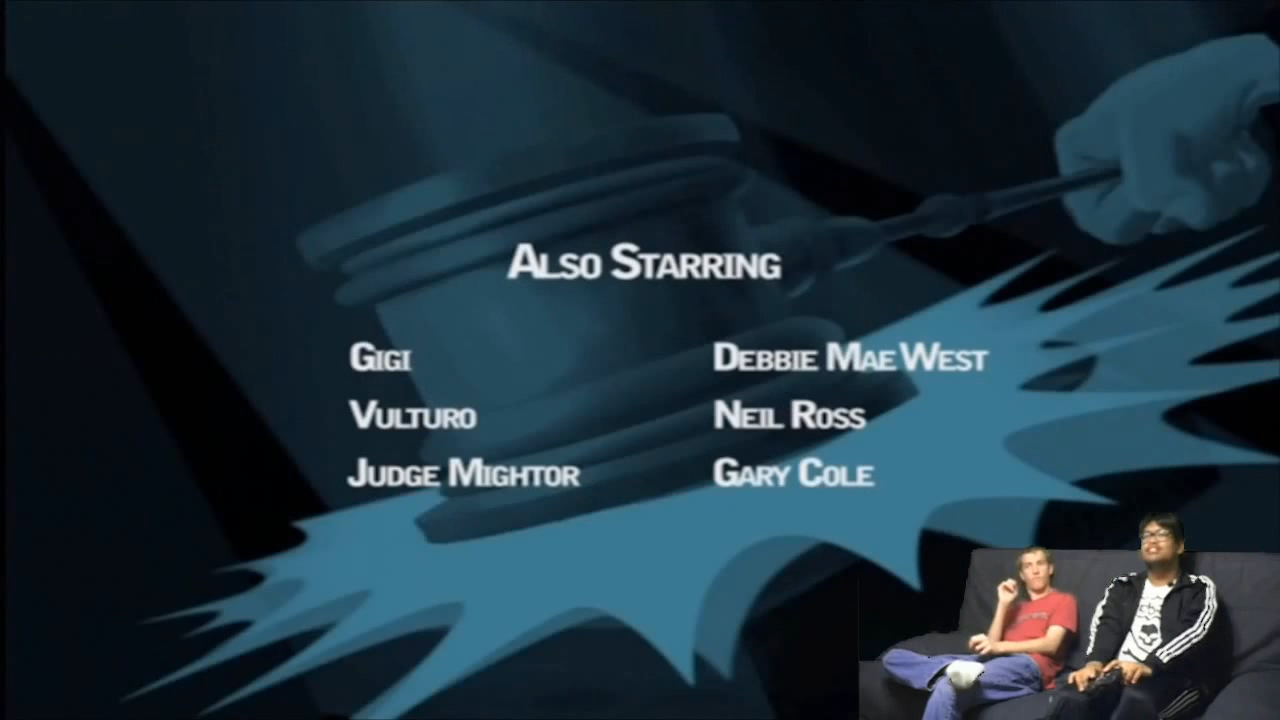 Also Starring
Gigi Debbie Mae West
Vulturo Neil Ross
Judge Mightor Gary Cole